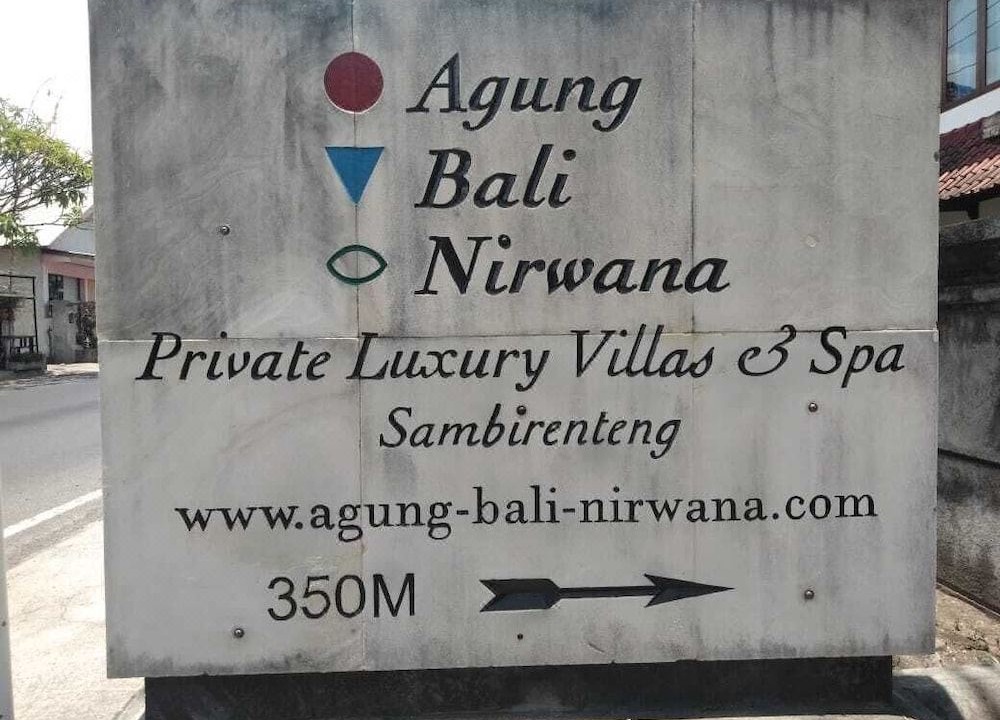 Agung
Bali
Nirwana
Private Luxury Villas & Spa
Sambirenteng
www.agung-bali-nirwana.com
350M